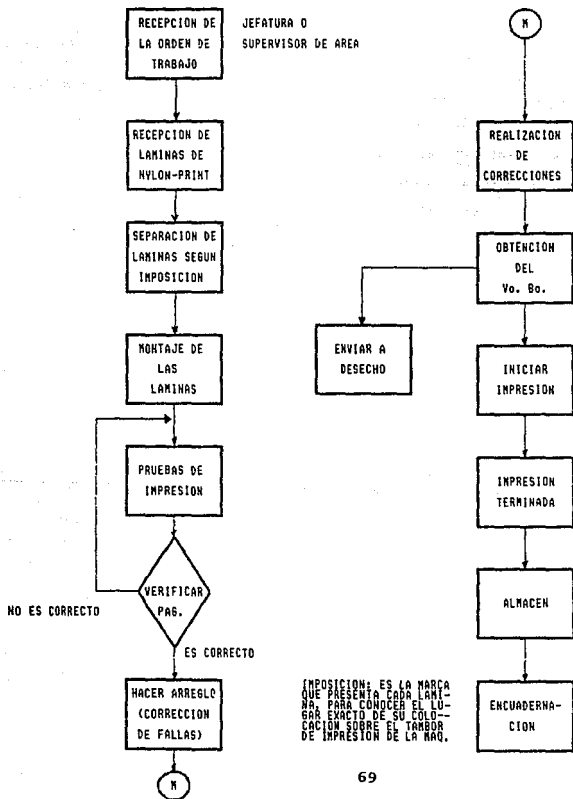 RECEPCION DE
LA ORDEN DE
TRABAJO
JEFATURA O
SUPERVISOR DE AREA
RECEPCION DE
LAMINAS DE
NYLON-PRINT
SEPARACION DE
LAMINAS SEGUN
IMPOSICION
MONTAJE DE
LAS
LAMINAS
PRUEBAS DE
IMPRESION
VERIFICAR
PAG.
NO ES CORRECTO
ES CORRECTO
HACER ARREGLO
(CORRECCION
DE FALLAS)
M
M
REALIZACION
DE
CORRECCIONES
OBTENCION
DEL
Vo. Bo.
ENVIAR A
DESECHO
INICIAR
IMPRESION
IMPRESION
TERMINADA
ALMACEN
ENCUADERNA-
CION
IMPOSICION: ES LA MARCA
QUE PRESENTA CADA LAMI-
NA, PARA CONOCER EL LU-
GAR EXACTO DE SU COLO--
CACION SOBRE EL TAMBOR
DE IMPRESION DE LA MAQ.
69